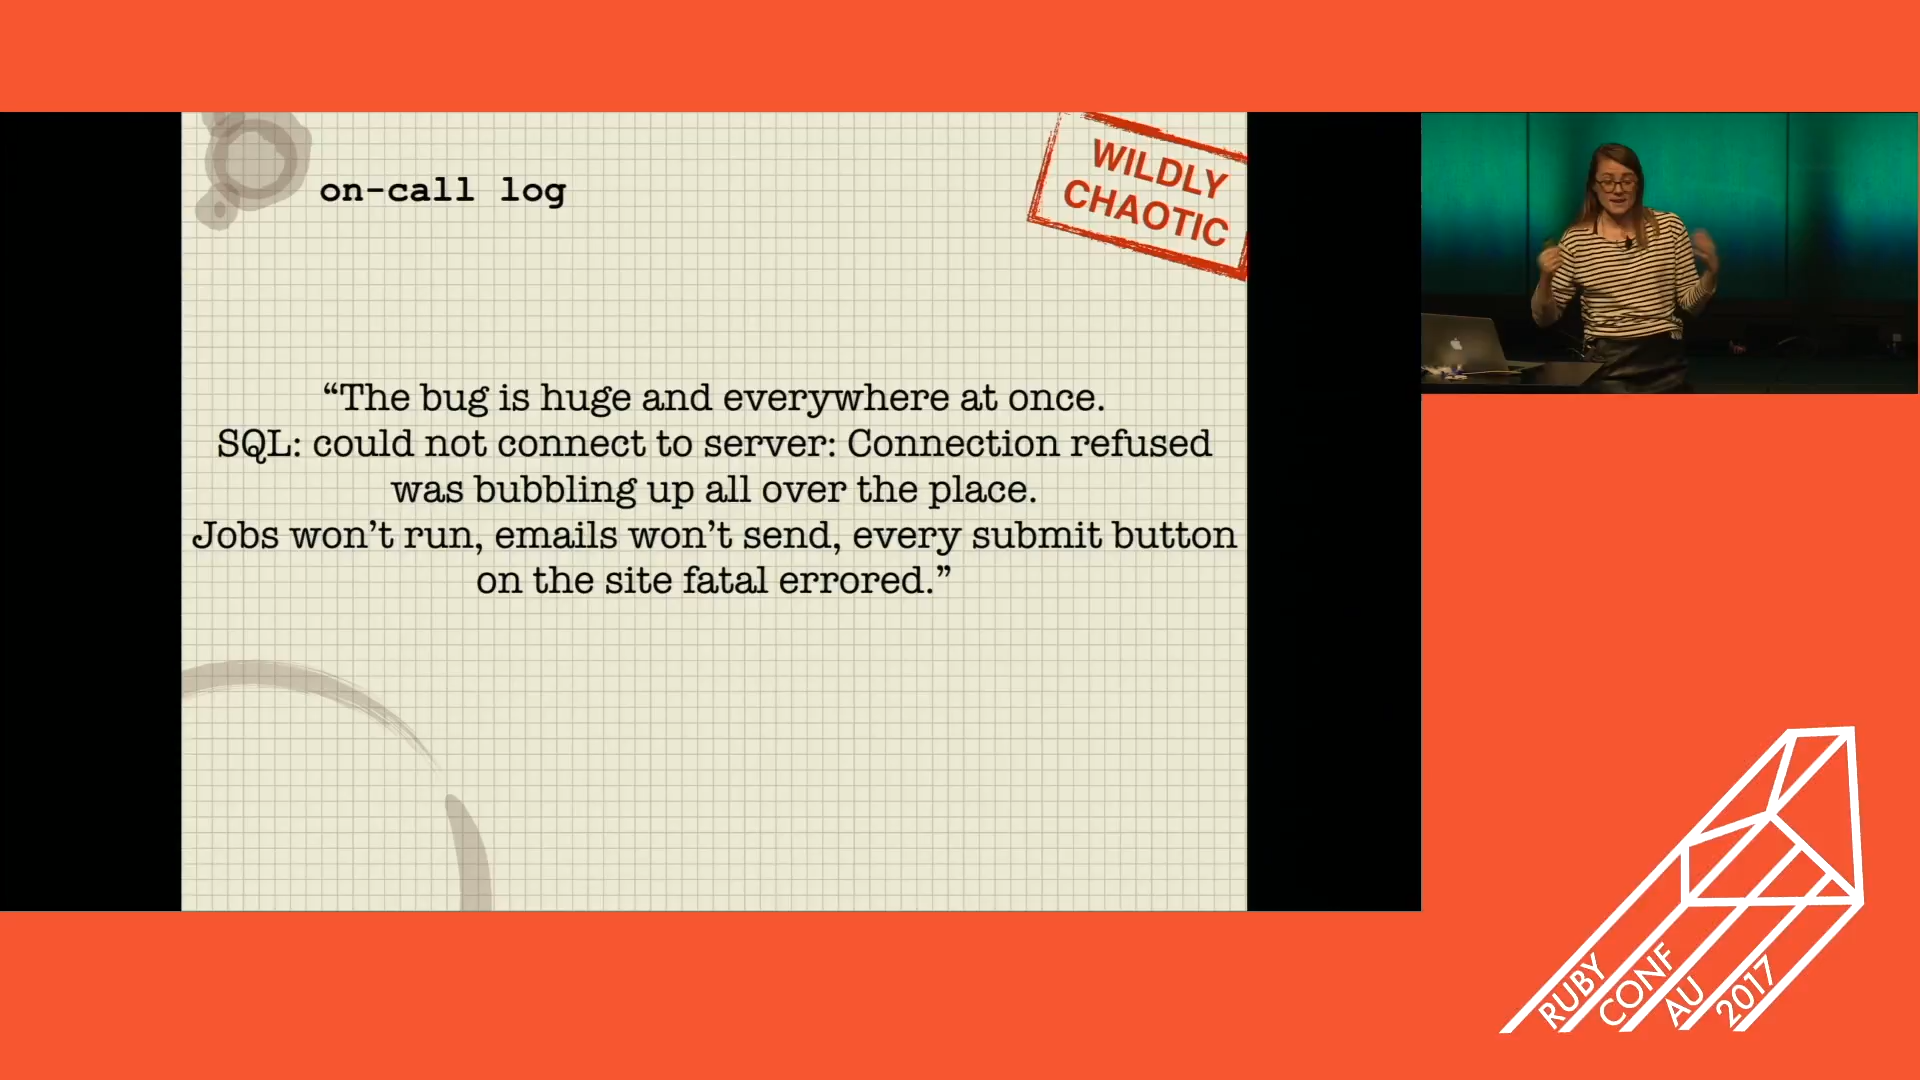 on-call log
WILDLY
CHAOTIC
“The bug is huge and everywhere at once.
SQL: could not connect to server: Connection refused
was bubbling up all over the place.
Jobs won’t run, emails won’t send, every submit button
on the site fatal errored.”
RUBY
CONF
AU
2017